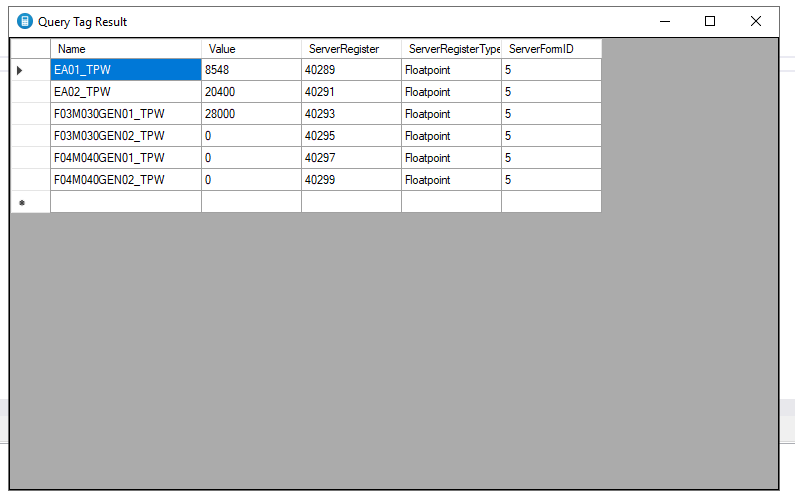 Query Tag Result
Name Value ServerRegister ServerRegisterType ServerFormID
EA01_TPW 8548 40289 Floatpoint 5
EA02_TPW 20400 40291 Floatpoint 5
F03M030GEN01_TPW 28000 40293 Floatpoint 5
F03M030GEN02_TPW 0 40295 Floatpoint 5
F04M040GEN01_TPW 0 40297 Floatpoint 5
F04M040GEN02_TPW 0 40299 Floatpoint 5